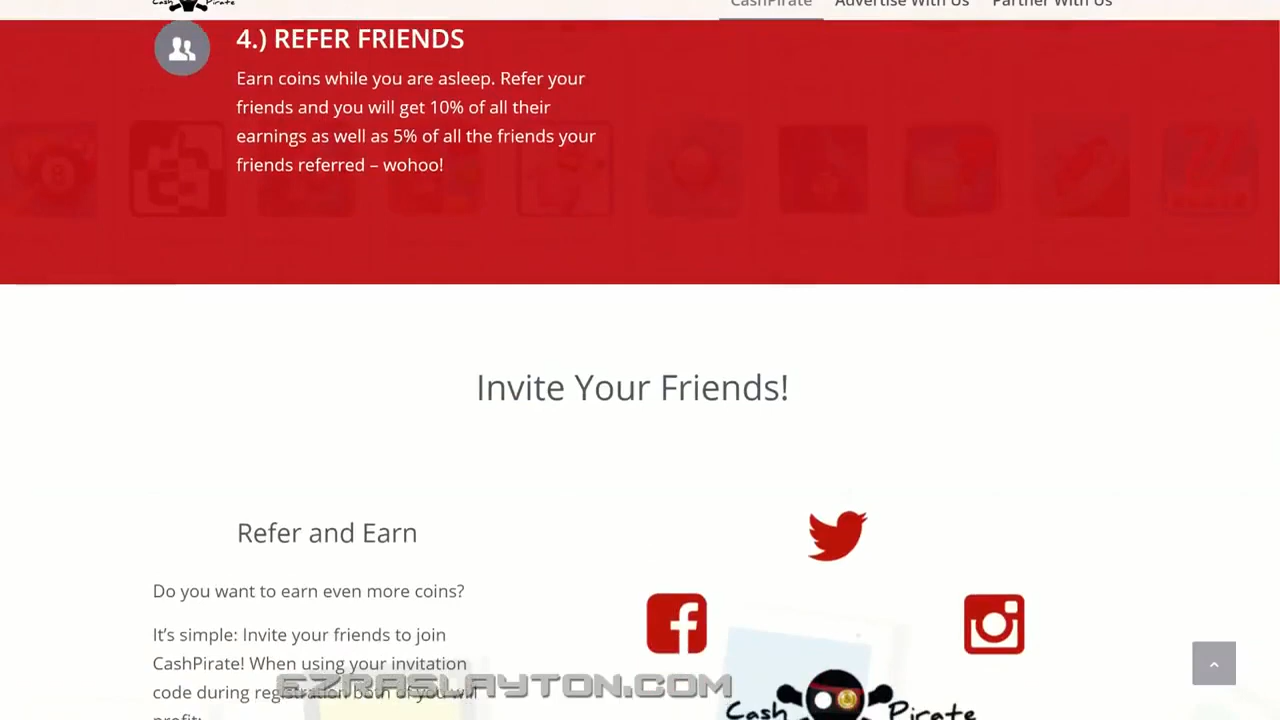 Cash Pirate
CashPirate Advertise With Us Partner With Us
4.) REFER FRIENDS
Earn coins while you are asleep. Refer your
friends and you will get 10% of all their
earnings as well as 5% of all the friends your
friends referred – wohoo!
Invite Your Friends!
Refer and Earn
Do you want to earn even more coins?
It's simple: Invite your friends to join
CashPirate! When using your invitation
code during registration both of you will
profit:
EZRASLAYTON.COM
Cash Pirate